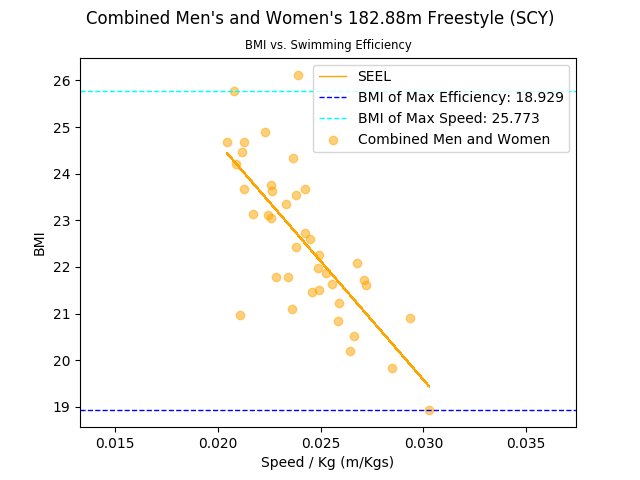 Combined Men's and Women's 182.88m Freestyle (SCY)
BMI vs. Swimming Efficiency
SEEL
BMI of Max Efficiency: 18.929
BMI of Max Speed: 25.773
Combined Men and Women
BMI
26
25
24
23
22
21
20
19
0.015
0.020
0.025
0.030
0.035
Speed / Kg (m/Kgs)